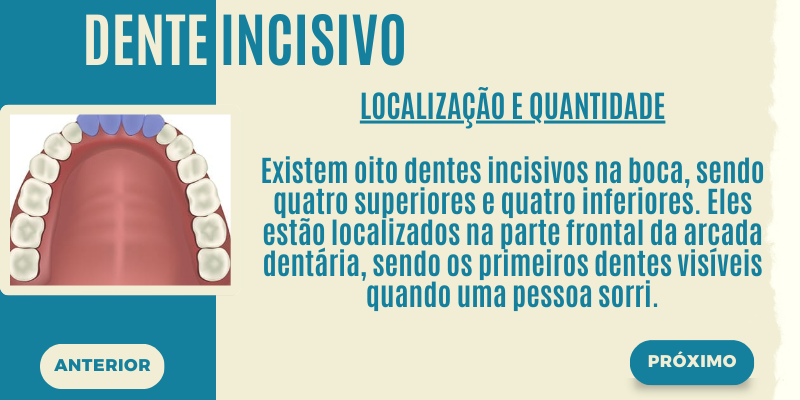 DENTE INCISIVO
LOCALIZAÇÃO E QUANTIDADE
Existem oito dentes incisivos na boca, sendo
quatro superiores e quatro inferiores. Eles
estão localizados na parte frontal da arcada
dentária, sendo os primeiros dentes visíveis
quando uma pessoa sorri.
ANTERIOR
PRÓXIMO